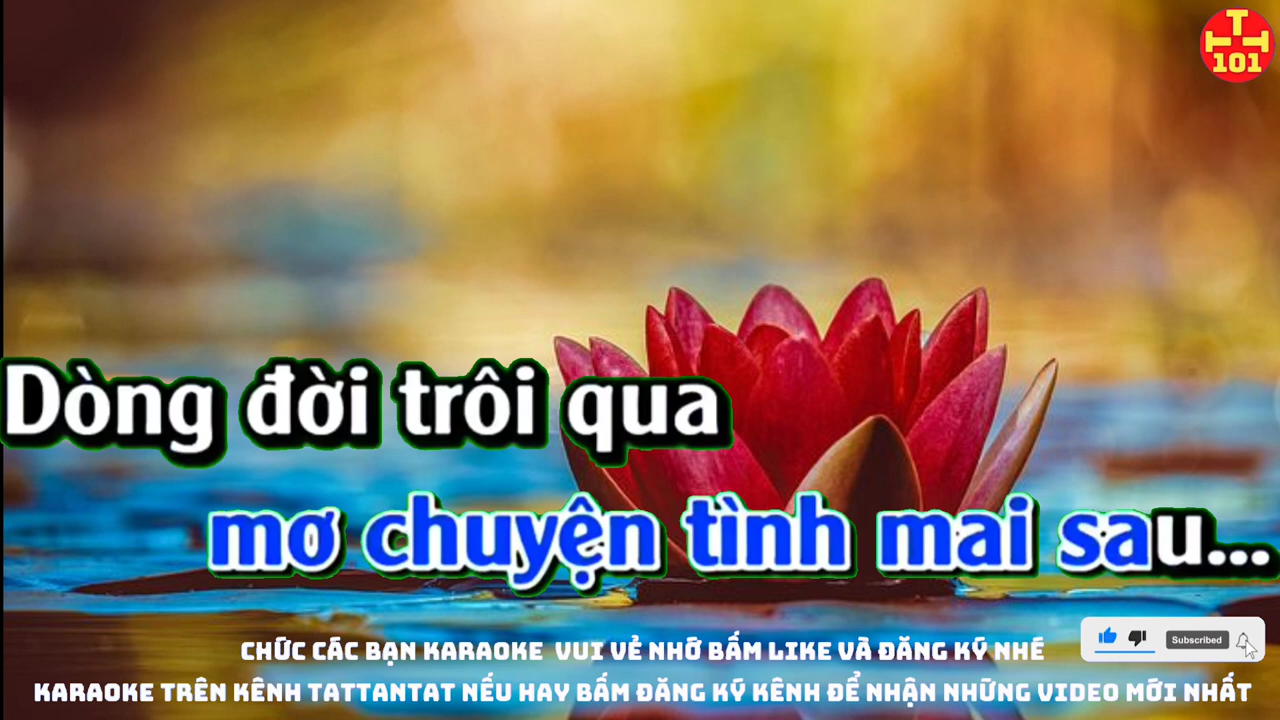 T
TTH
101
Dòng đời trôi qua
mơ chuyện tình mai sau...
CHỨC CÁC BẠN KARAOKE VUI VẺ NHỚ BẤM LIKE VÀ ĐĂNG KÝ NHÉ
Subscribed
KARAOKE TRÊN KÊNH TATTANTAT NẾU HAY BẤM ĐĂNG KÝ KÊNH ĐỂ NHẬN NHỮNG VIDEO MỚI NHẤT